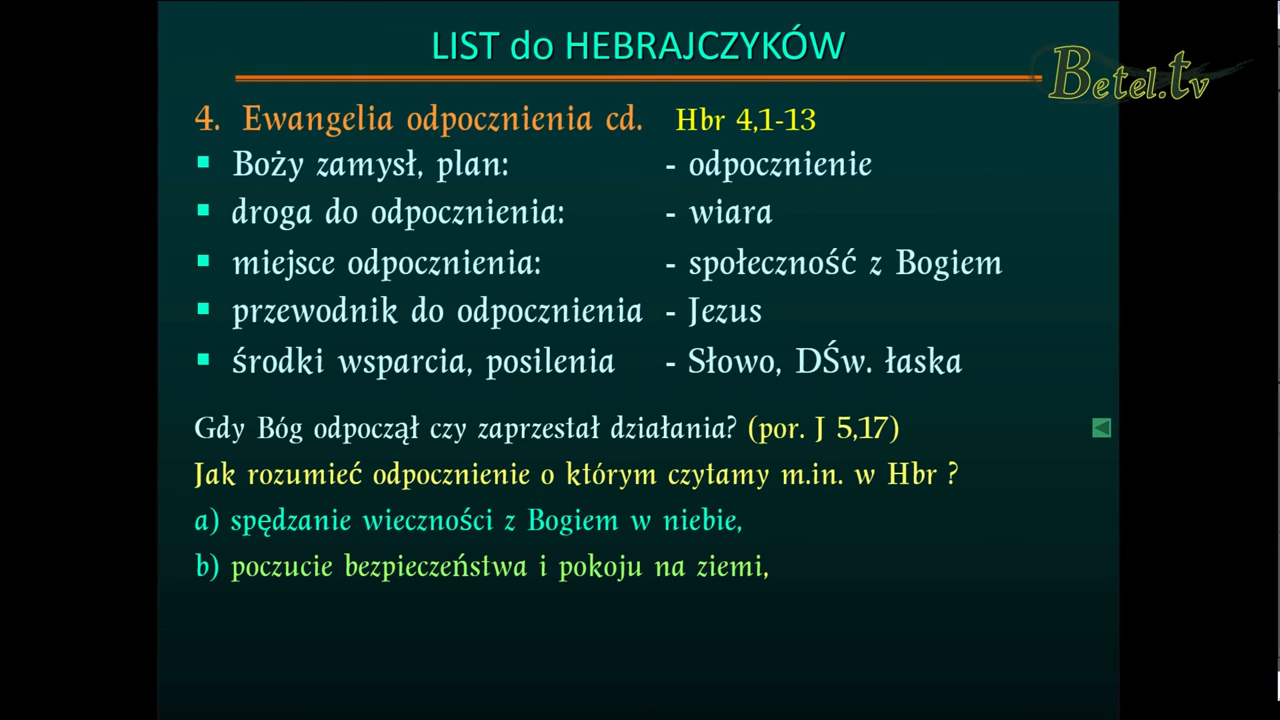 LIST do HEBRAJCZYKÓW
Betel.tv
4. Ewangelia odpocznienia cd. Hbr 4,1-13
▪ Boży zamysł, plan: - odpocznienie
▪ droga do odpocznienia: - wiara
▪ miejsce odpocznienia: - społeczność z Bogiem
▪ przewodnik do odpocznienia - Jezus
▪ środki wsparcia, posilenia - Słowo, DŚw. łaska
Gdy Bóg odpoczął czy zaprzestał działania? (por. J 5,17)
Jak rozumieć odpocznienie o którym czytamy m.in. w Hbr ?
a) spędzanie wieczności z Bogiem w niebie,
b) poczucie bezpieczeństwa i pokoju na ziemi,